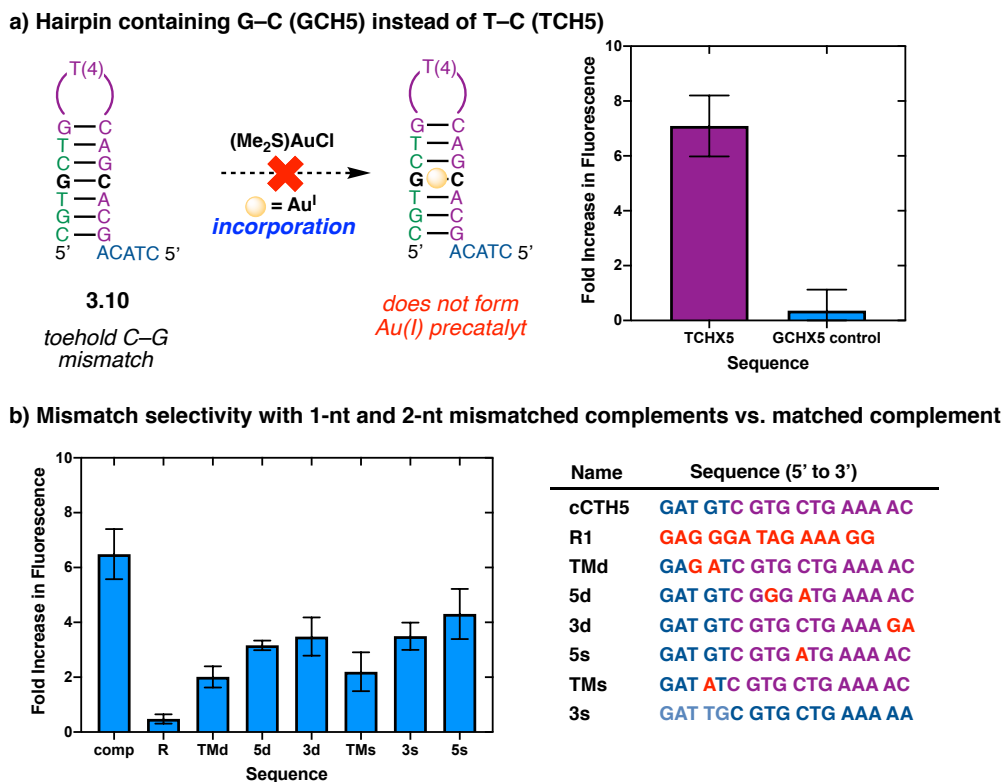 a) Hairpin containing G–C (GCH5) instead of T–C (TCH5)
T(4)
G C
T A
C G
G C
T A
G C
C G
5' ACATC 5'
3.10
toehold C–G
mismatch
(Me2S)AuCl
= AuI
incorporation
T(4)
G C
T A
C G
G C
T A
G C
C G
5' ACATC 5'
does not form
Au(I) precatalyt
Fold Increase in Fluorescence
10
8
6
4
2
0
TCHX5 GCHX5 control
Sequence
b) Mismatch selectivity with 1-nt and 2-nt mismatched complements vs. matched complement
Fold Increase in Fluorescence
10
8
6
4
2
0
comp R TMd 5d 3d TMs 3s 5s
Sequence
Name Sequence (5' to 3')
cCTH5 GAT GTC GTG CTG AAA AC
R1 GAG GGA TAG AAA GG
TMd GAG ATC GTG CTG AAA AC
5d GAT GTC GGG ATG AAA AC
3d GAT GTC GTG CTG AAA GA
5s GAT GTC GTG ATG AAA AC
TMs GAT ATC GTG CTG AAA AC
3s GAT TGC GTG CTG AAA AA